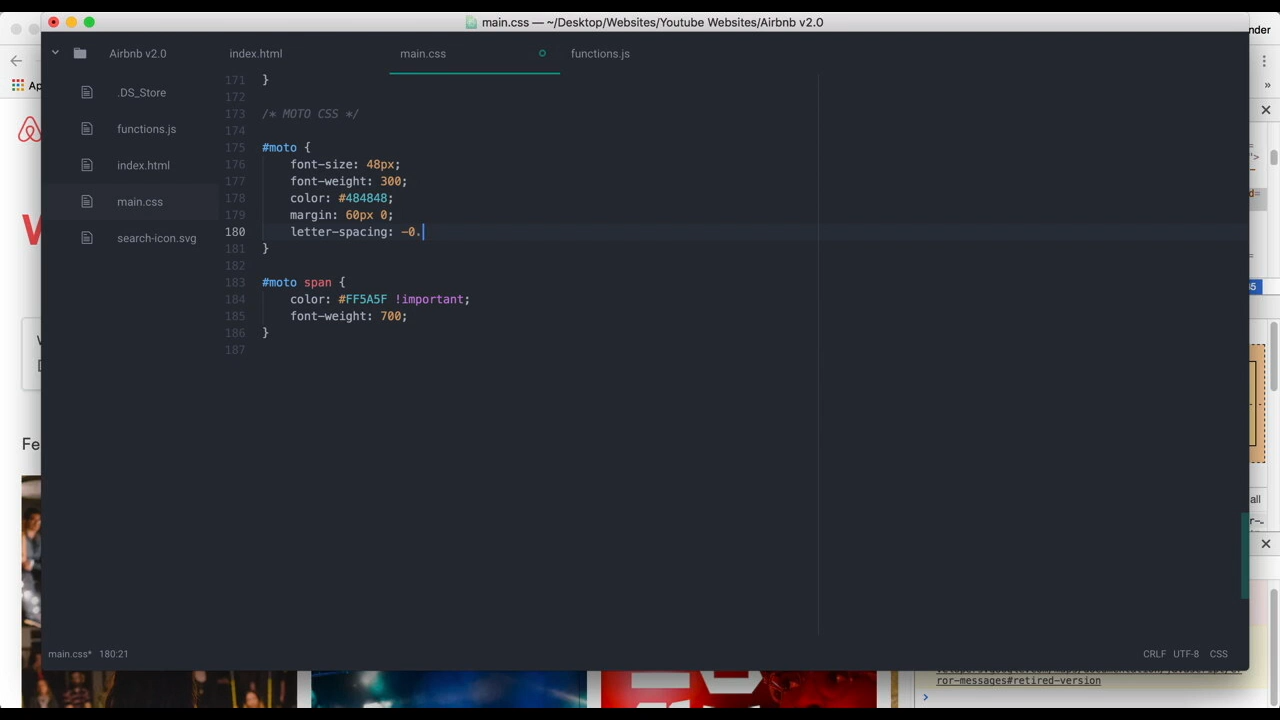 main.css — ~/Desktop/Websites/Youtube Websites/Airbnb v2.0
nder
Airbnb v2.0
index.html
main.css
functions.js
Ap
»
.DS_Store
functions.js
index.html
main.css
search-icon.svg
171 }
172
173 /* MOTO CSS */
174
175 #moto {
176 font-size: 48px;
177 font-weight: 300;
178 color: #484848;
179 margin: 60px 0;
180 letter-spacing: -0.
181 }
182
183 #moto span {
184 color: #FF5A5F !important;
185 font-weight: 700;
186 }
187
Fe
all
main.css* 180:21
CRLF UTF-8 CSS
ror-messages#retired-version